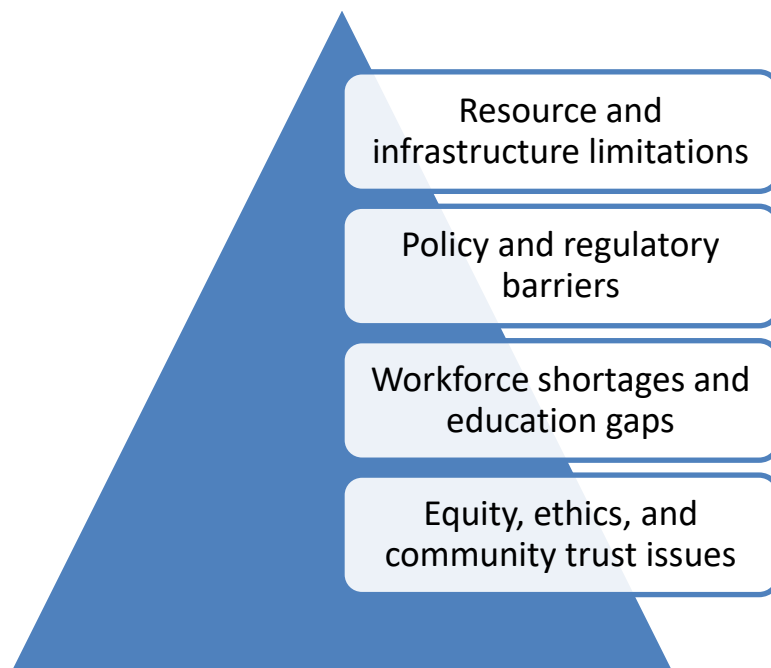 Resource and
infrastructure limitations
Policy and regulatory
barriers
Workforce shortages and
education gaps
Equity, ethics, and
community trust issues